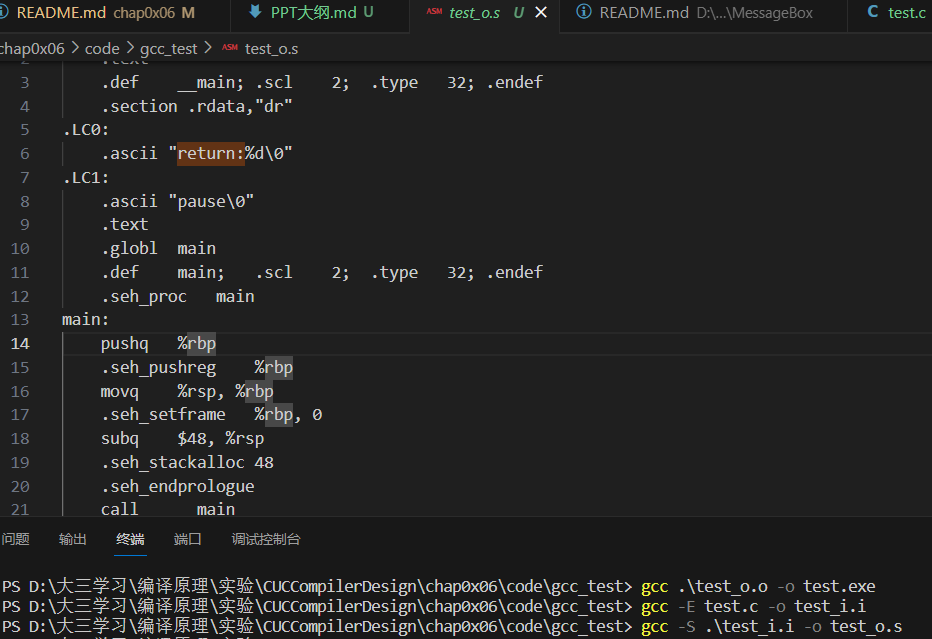 README.md chap0x06 M PPT大纲.md U ASM test_o.s U README.md D:\...\MessageBox C test.c
chap0x06 > code > gcc_test > ASM test_o.s
2 .text
3 .def __main; .scl 2; .type 32; .endef
4 .section .rdata,"dr"
5 .LC0:
6 .ascii "return:%d\0"
7 .LC1:
8 .ascii "pause\0"
9 .text
10 .globl main
11 .def main; .scl 2; .type 32; .endef
12 .seh_proc main
13 main:
14 pushq %rbp
15 .seh_pushreg %rbp
16 movq %rsp, %rbp
17 .seh_setframe %rbp, 0
18 subq $48, %rsp
19 .seh_stackalloc 48
20 .seh_endprologue
21 call main
问题 输出 终端 端口 调试控制台
PS D:\大三学习\编译原理\实验\CUCCompilerDesign\chap0x06\code\gcc_test> gcc .\test_o.o -o test.exe
PS D:\大三学习\编译原理\实验\CUCCompilerDesign\chap0x06\code\gcc_test> gcc -E test.c -o test_i.i
PS D:\大三学习\编译原理\实验\CUCCompilerDesign\chap0x06\code\gcc_test> gcc -S .\test_i.i -o test_o.s